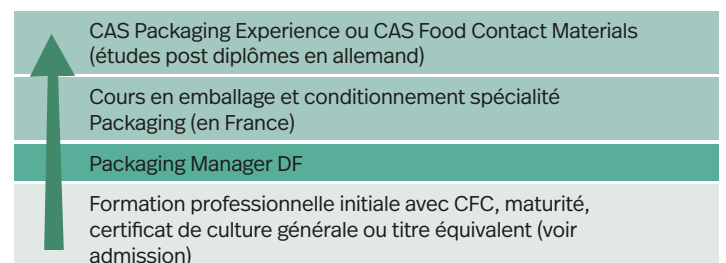 CAS Packaging Experience ou CAS Food Contact Materials
(études post diplômes en allemand)
Cours en emballage et conditionnement spécialité
Packaging (en France)
Packaging Manager DF
Formation professionnelle initiale avec CFC, maturité,
certificat de culture générale ou titre équivalent (voir
admission)